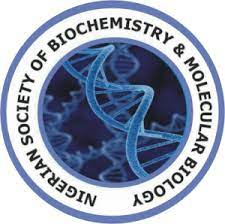 NIGERIAN SOCIETY OF BIOCHEMISTRY & MOLECULAR BIOLOGY